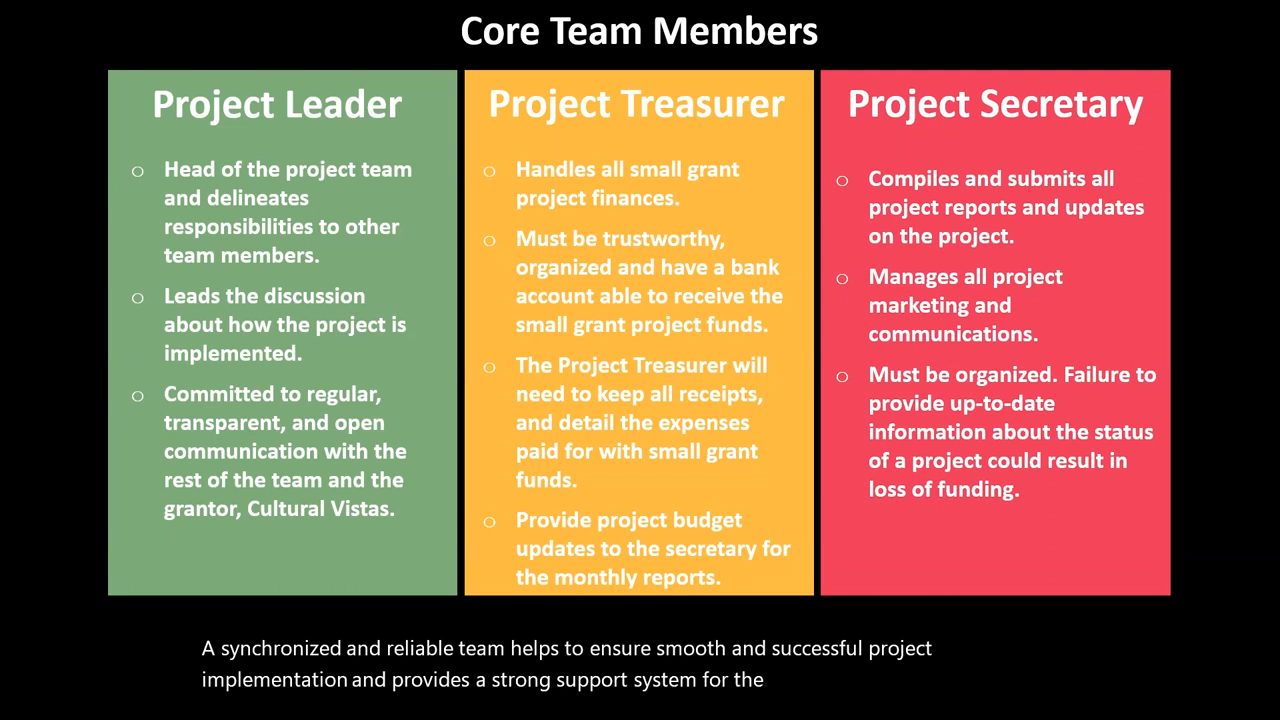 Core Team Members
Project Leader
○ Head of the project team
and delineates
responsibilities to other
team members.
○ Leads the discussion
about how the project is
implemented.
○ Committed to regular,
transparent, and open
communication with the
rest of the team and the
grantor, Cultural Vistas.
Project Treasurer
○ Handles all small grant
project finances.
○ Must be trustworthy,
organized and have a bank
account able to receive the
small grant project funds.
○ The Project Treasurer will
need to keep all receipts,
and detail the expenses
paid for with small grant
funds.
○ Provide project budget
updates to the secretary for
the monthly reports.
Project Secretary
○ Compiles and submits all
project reports and updates
on the project.
○ Manages all project
marketing and
communications.
○ Must be organized. Failure to
provide up-to-date
information about the status
of a project could result in
loss of funding.
A synchronized and reliable team helps to ensure smooth and successful project
implementation and provides a strong support system for the